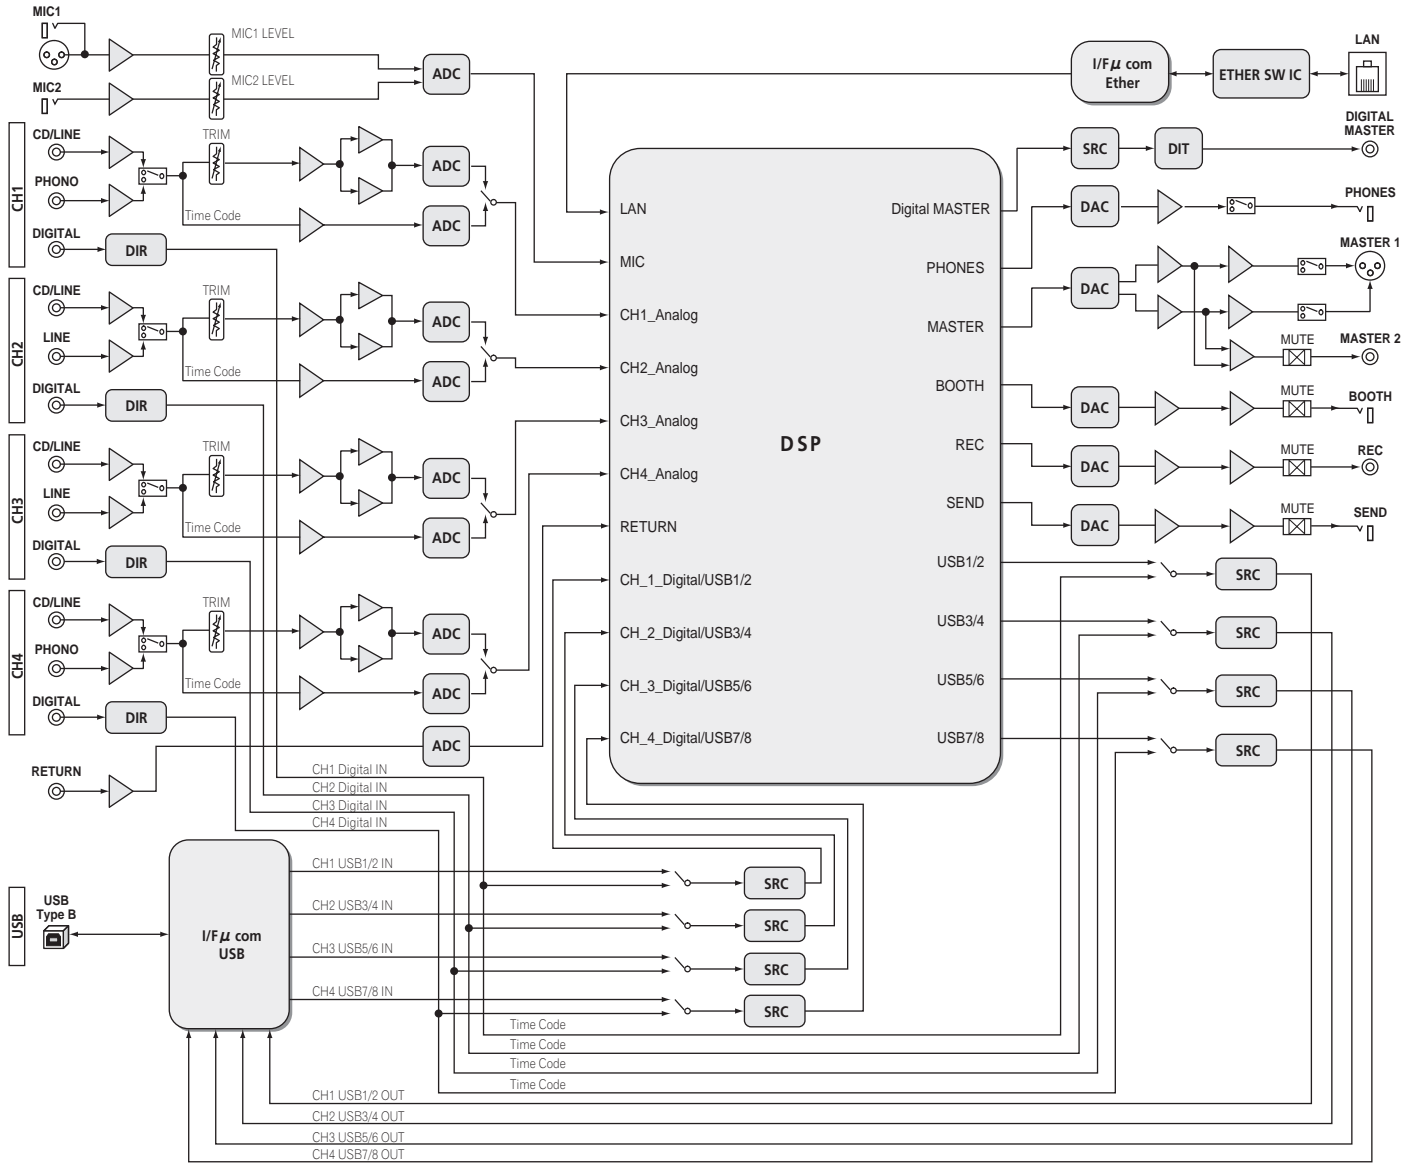 MIC1
MIC1 LEVEL
ADC
MIC2
MIC2 LEVEL
I/Fμ com
Ether
ETHER SW IC
LAN
CH1
CD/LINE
TRIM
ADC
PHONO
Time Code
ADC
DIGITAL
DIR
CH2
CD/LINE
TRIM
ADC
LINE
Time Code
ADC
DIGITAL
DIR
CH3
CD/LINE
TRIM
ADC
LINE
Time Code
ADC
DIGITAL
DIR
CH4
CD/LINE
TRIM
ADC
PHONO
Time Code
ADC
DIGITAL
DIR
ADC
RETURN
DSP
LAN
MIC
CH1_Analog
CH2_Analog
CH3_Analog
CH4_Analog
RETURN
CH_1_Digital/USB1/2
CH_2_Digital/USB3/4
CH_3_Digital/USB5/6
CH_4_Digital/USB7/8
Digital MASTER
PHONES
MASTER
BOOTH
REC
SEND
USB1/2
USB3/4
USB5/6
USB7/8
SRC
DIT
DIGITAL
MASTER
DAC
PHONES
DAC
MASTER 1
MUTE
MASTER 2
DAC
MUTE
BOOTH
DAC
MUTE
REC
DAC
MUTE
SEND
SRC
SRC
SRC
SRC
CH1 Digital IN
CH2 Digital IN
CH3 Digital IN
CH4 Digital IN
USB
USB
Type B
I/Fμ com
USB
CH1 USB1/2 IN
SRC
CH2 USB3/4 IN
SRC
CH3 USB5/6 IN
SRC
CH4 USB7/8 IN
SRC
Time Code
Time Code
Time Code
Time Code
CH1 USB1/2 OUT
CH2 USB3/4 OUT
CH3 USB5/6 OUT
CH4 USB7/8 OUT